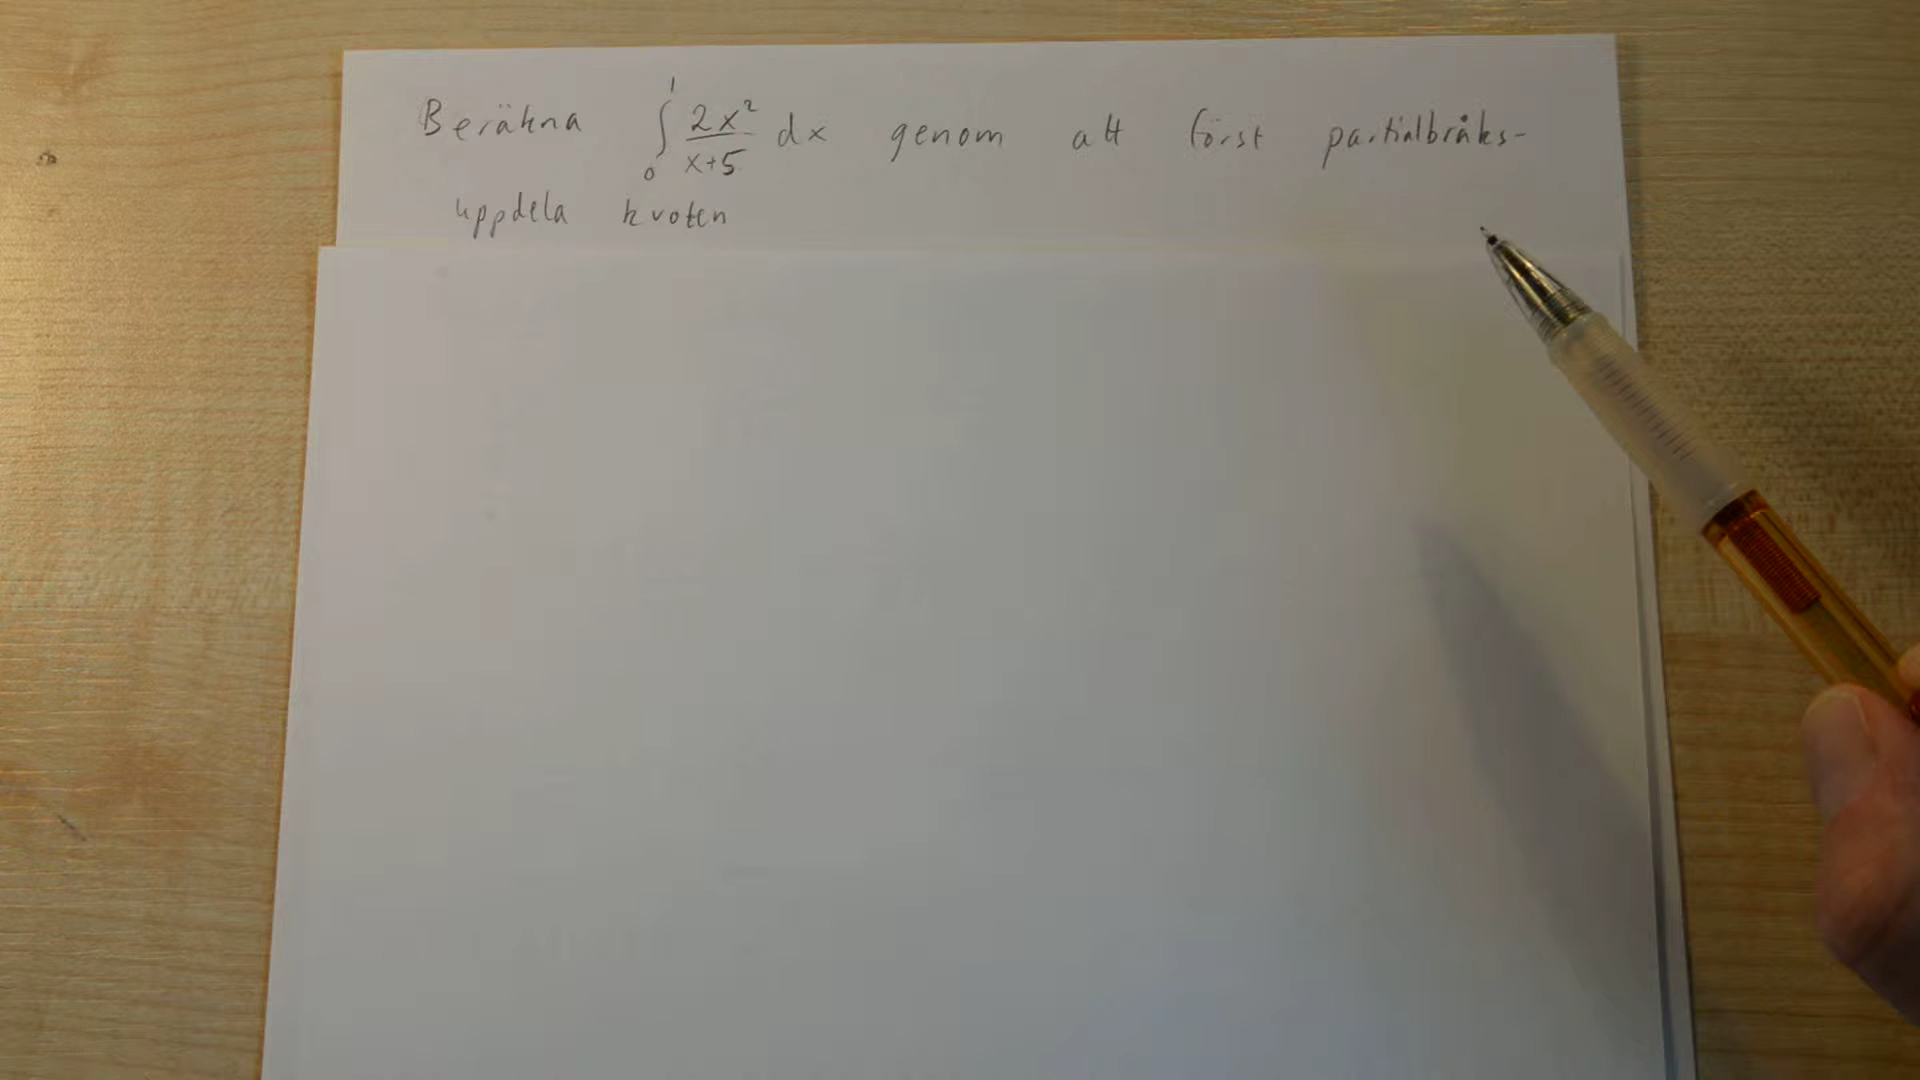 Beräkna ∫₀¹ 2x²/(x+5) dx genom att först partialbråks-
uppdela kvoten